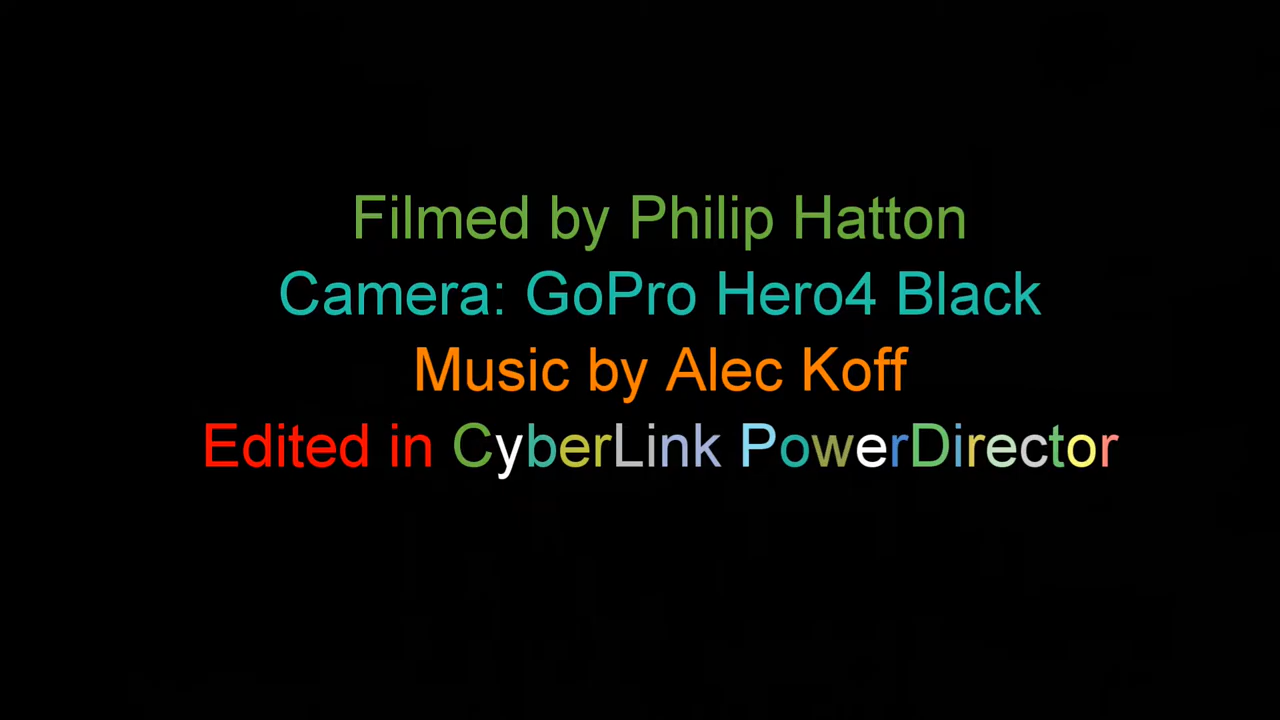 Filmed by Philip Hatton
Camera: GoPro Hero4 Black
Music by Alec Koff
Edited in CyberLink PowerDirector